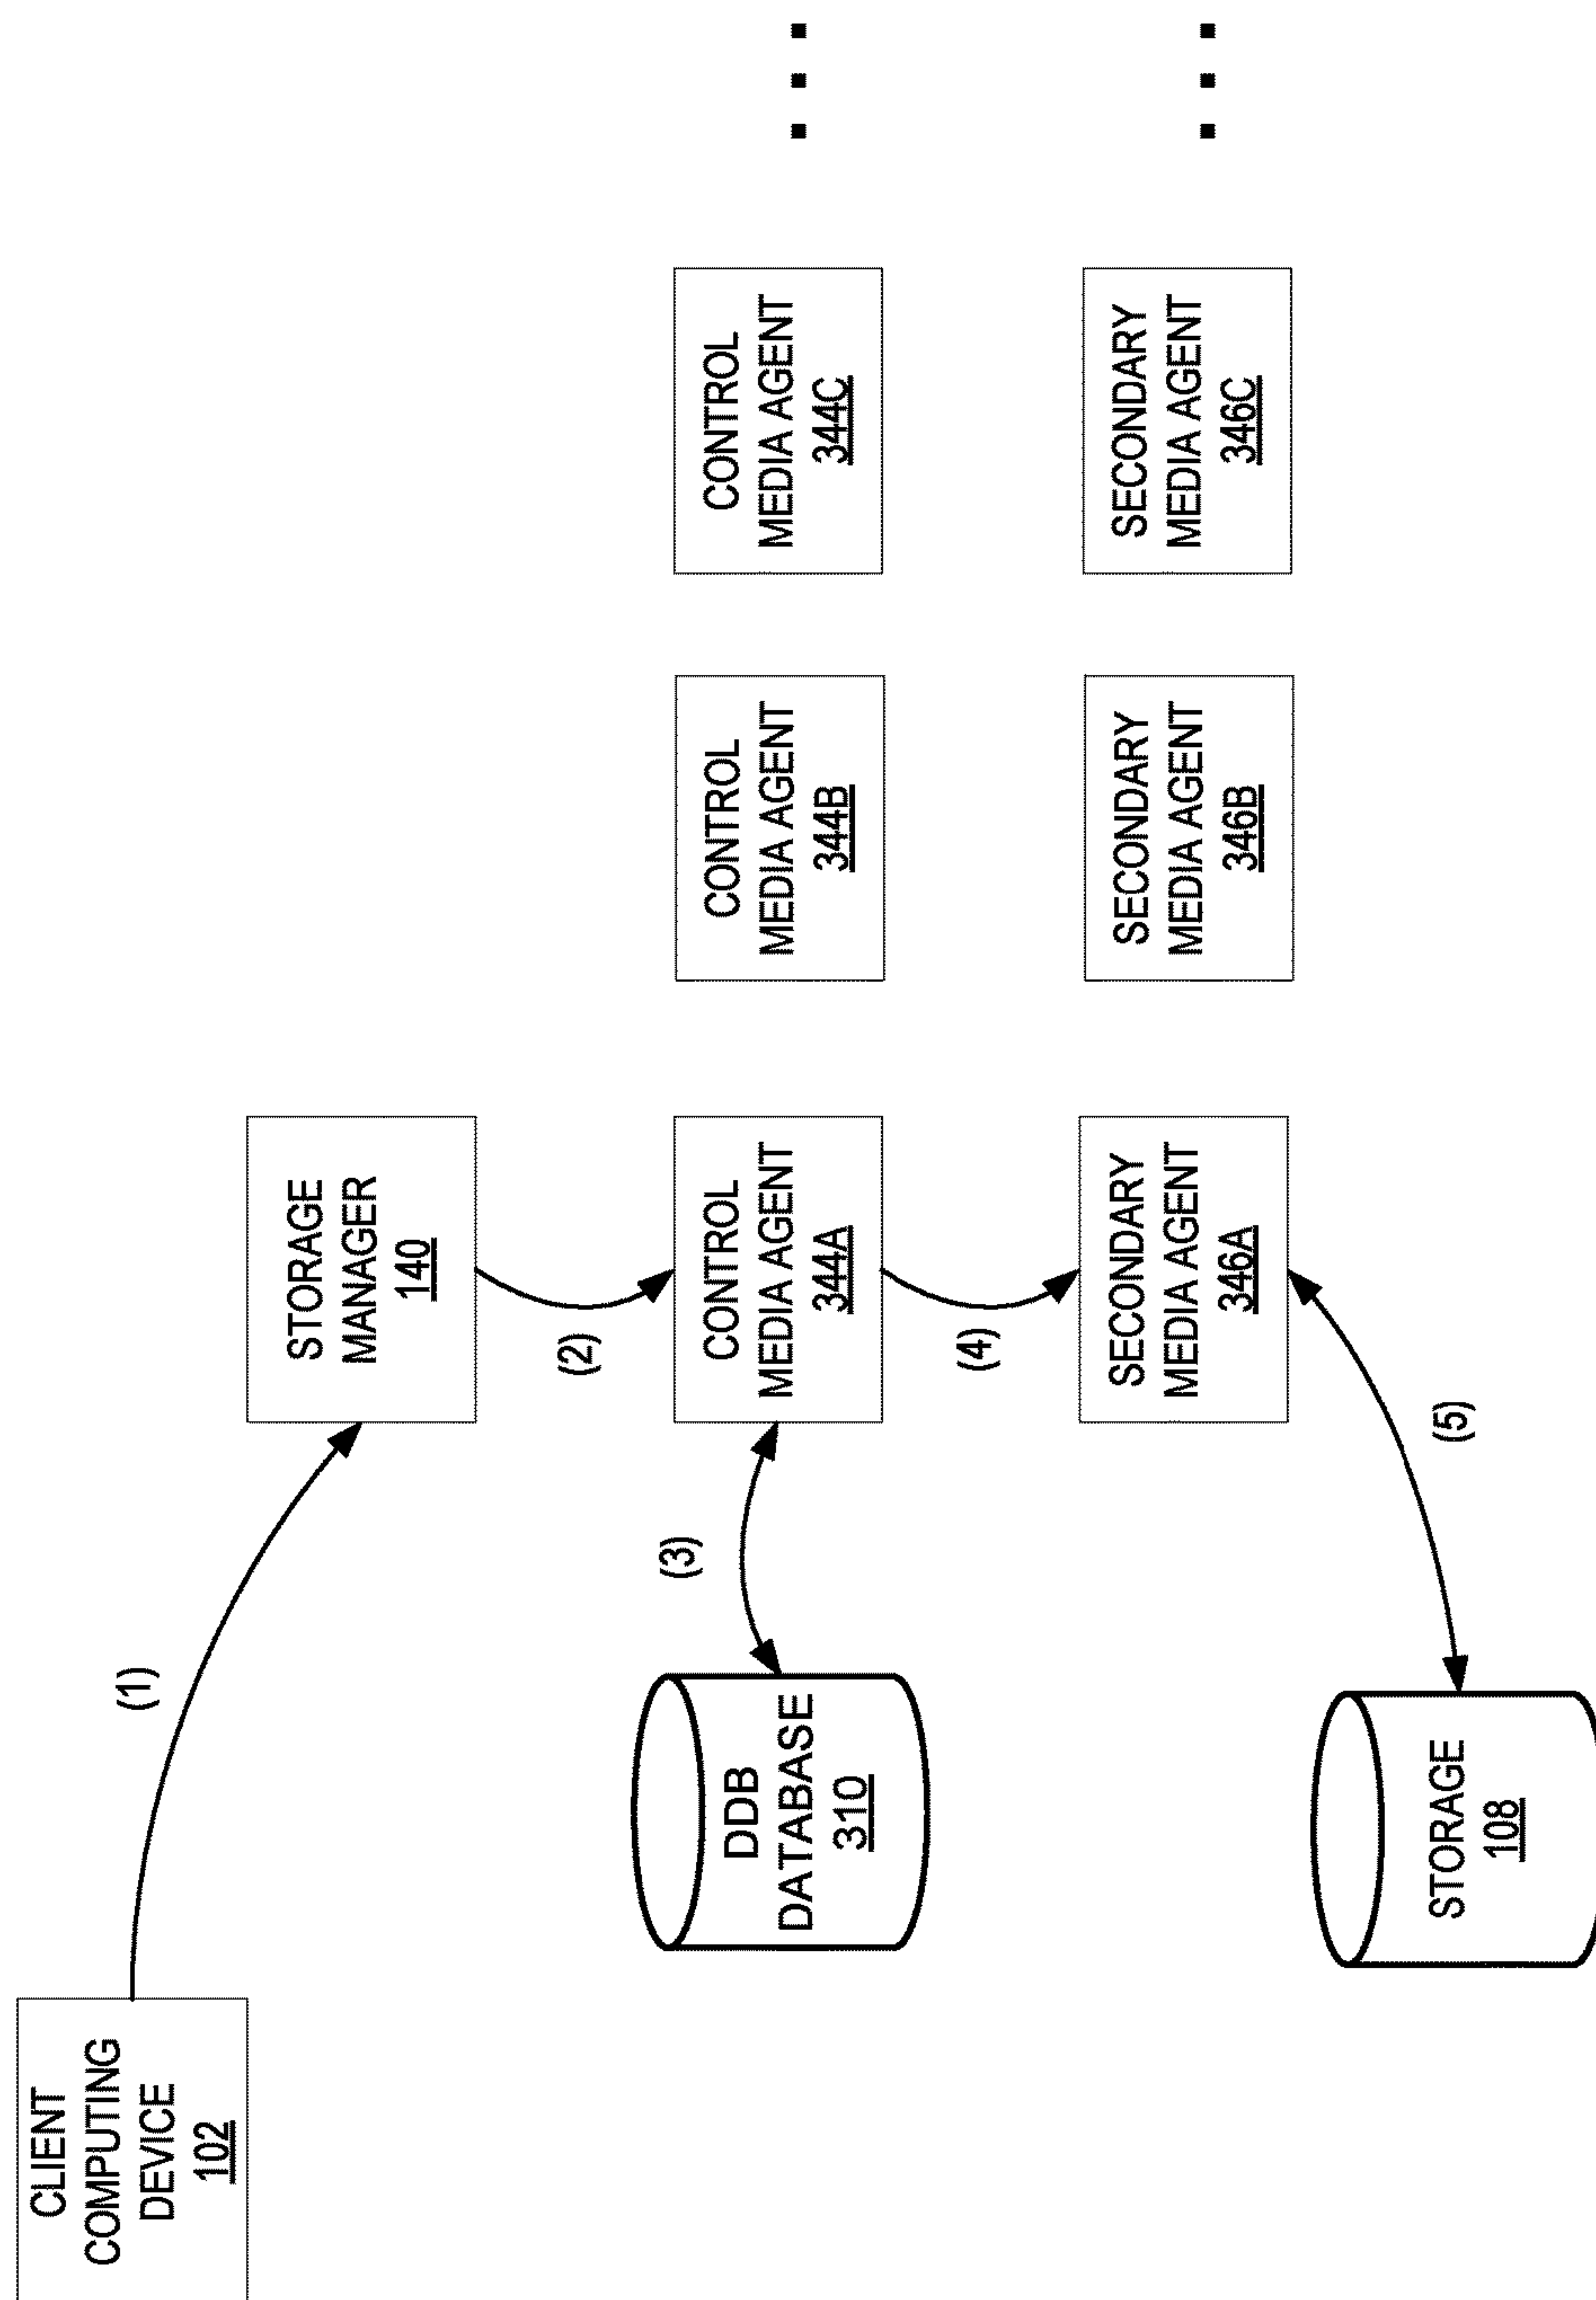 CLIENT
COMPUTING
DEVICE
102
(1)
STORAGE
MANAGER
140
(2)
DDB
DATABASE
310
(3)
CONTROL
MEDIA AGENT
344A
CONTROL
MEDIA AGENT
344B
CONTROL
MEDIA AGENT
344C
(4)
SECONDARY
MEDIA AGENT
346A
SECONDARY
MEDIA AGENT
346B
SECONDARY
MEDIA AGENT
346C
(5)
STORAGE
108